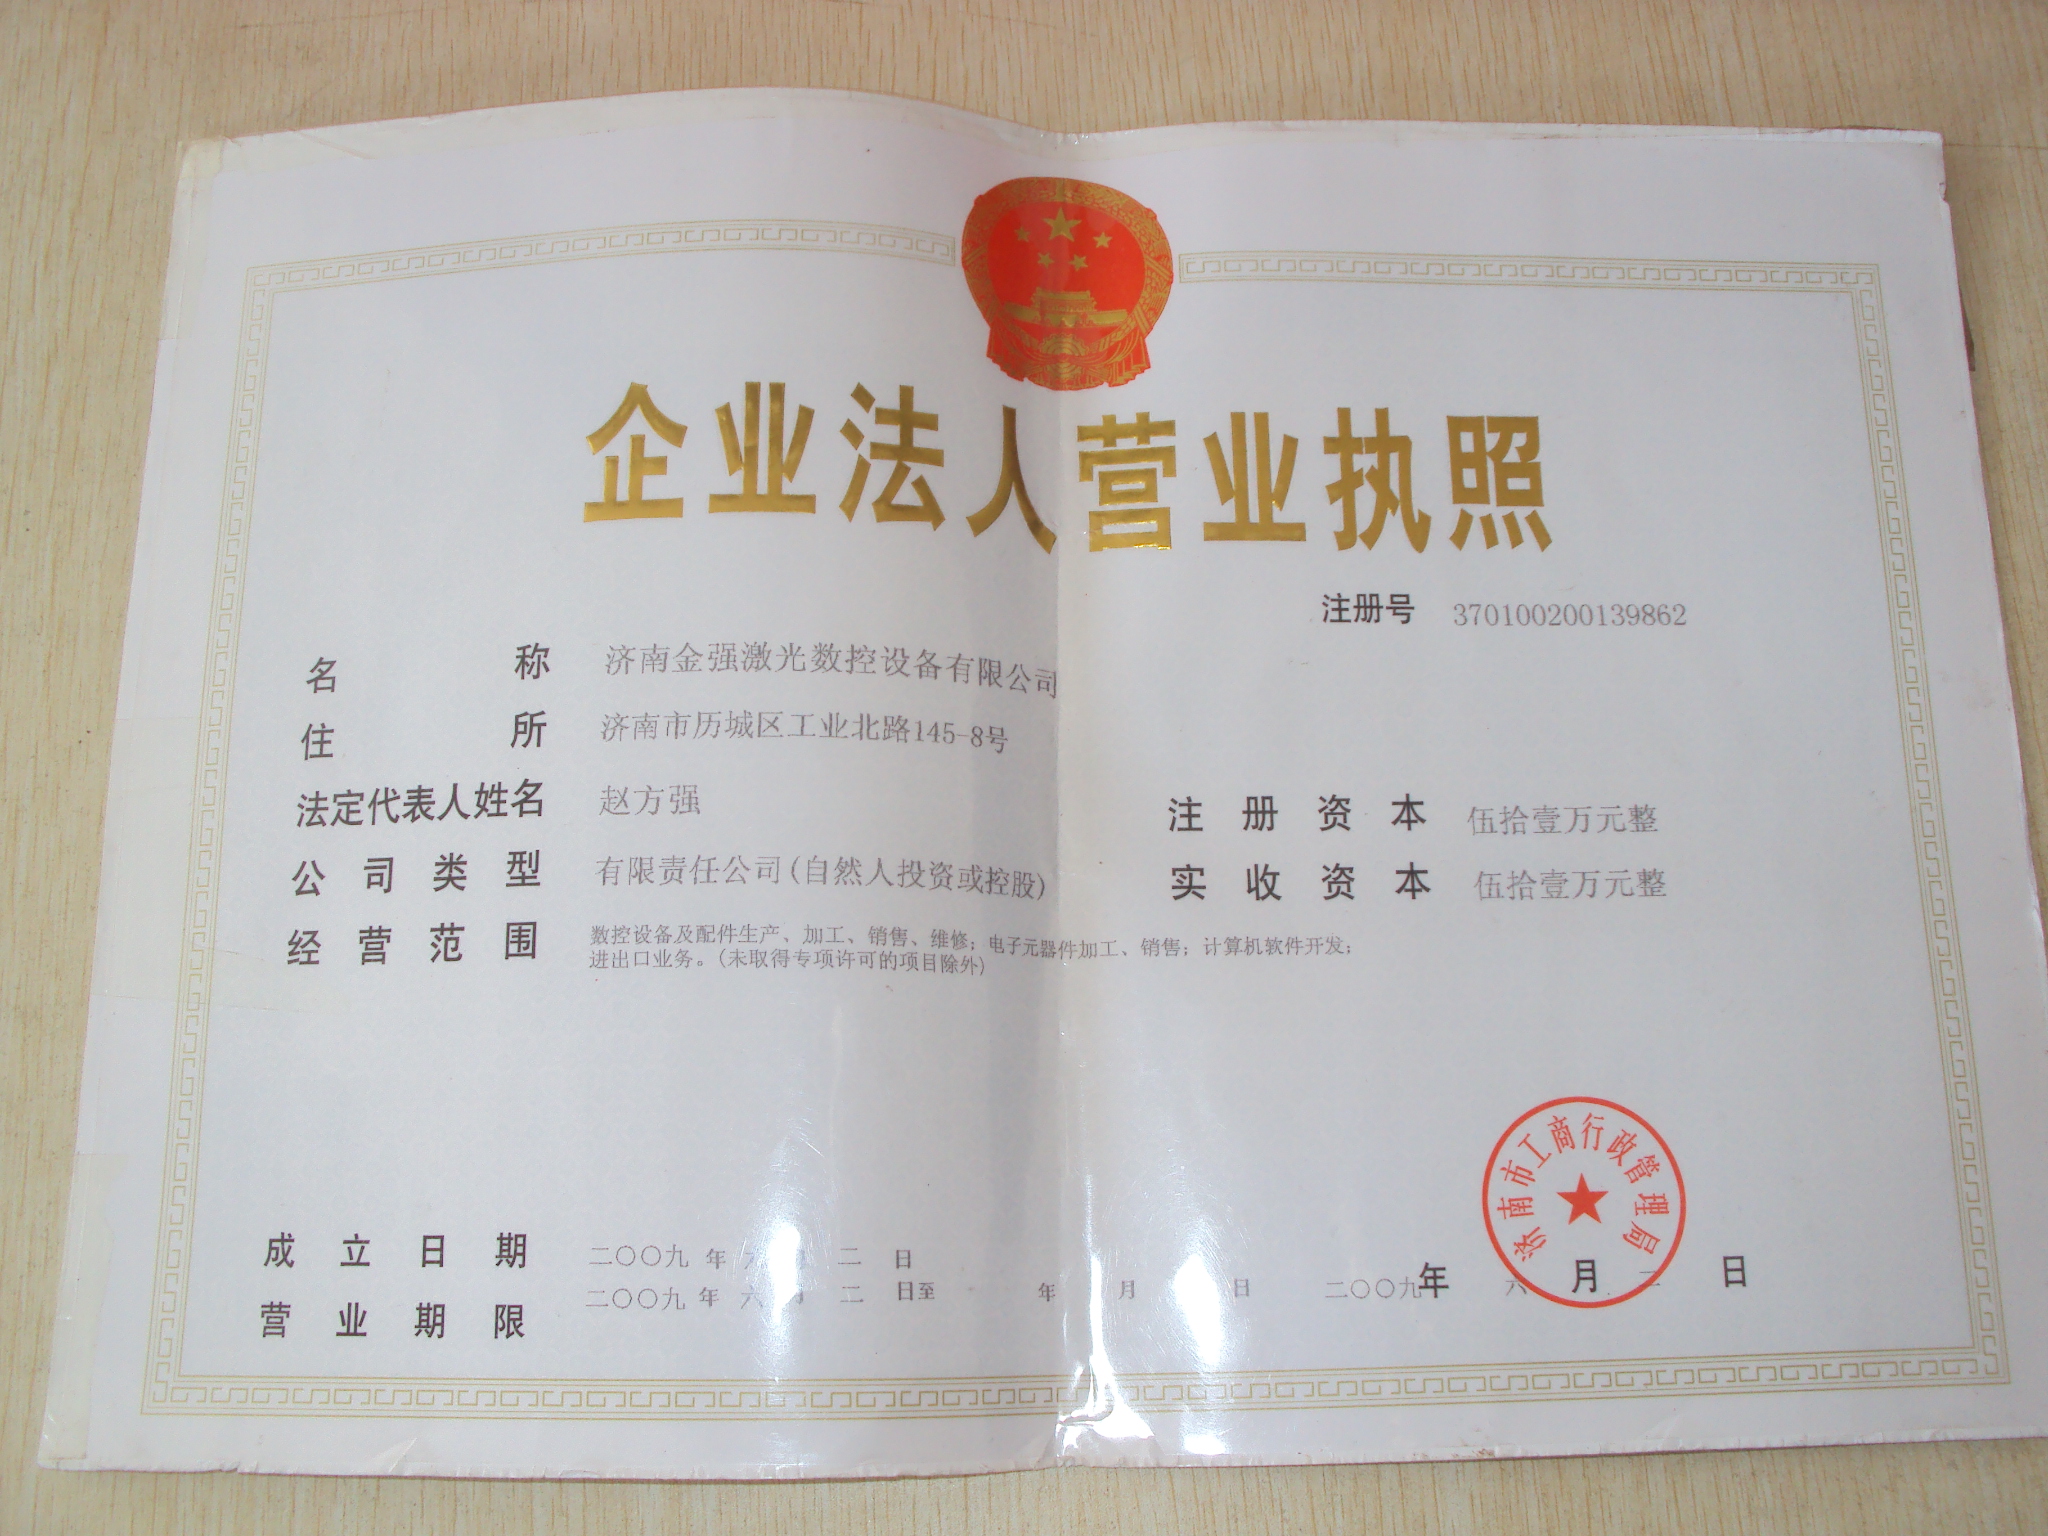 企业法人营业执照
注册号 370100200139862
名称 济南金强激光数控设备有限公司
住所 济南市历城区工业北路145-8号
法定代表人姓名 赵方强
注册资本 伍拾壹万元整
公司类型 有限责任公司(自然人投资或控股)
实收资本 伍拾壹万元整
经营范围 数控设备及配件生产、加工、销售、维修；电子元器件加工、销售；计算机软件开发；
进出口业务。(未取得专项许可的项目除外)
济南市工商行政管理局
成立日期 二〇〇九年六月二日
营业期限 二〇〇九年六月二日至 年 月 日
二〇〇九年六月二日